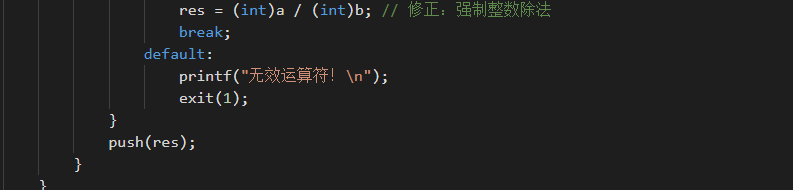 res = (int)a / (int)b; // 修正：强制整数除法
break;
default:
printf("无效运算符！\n");
exit(1);
}
push(res);
}
}